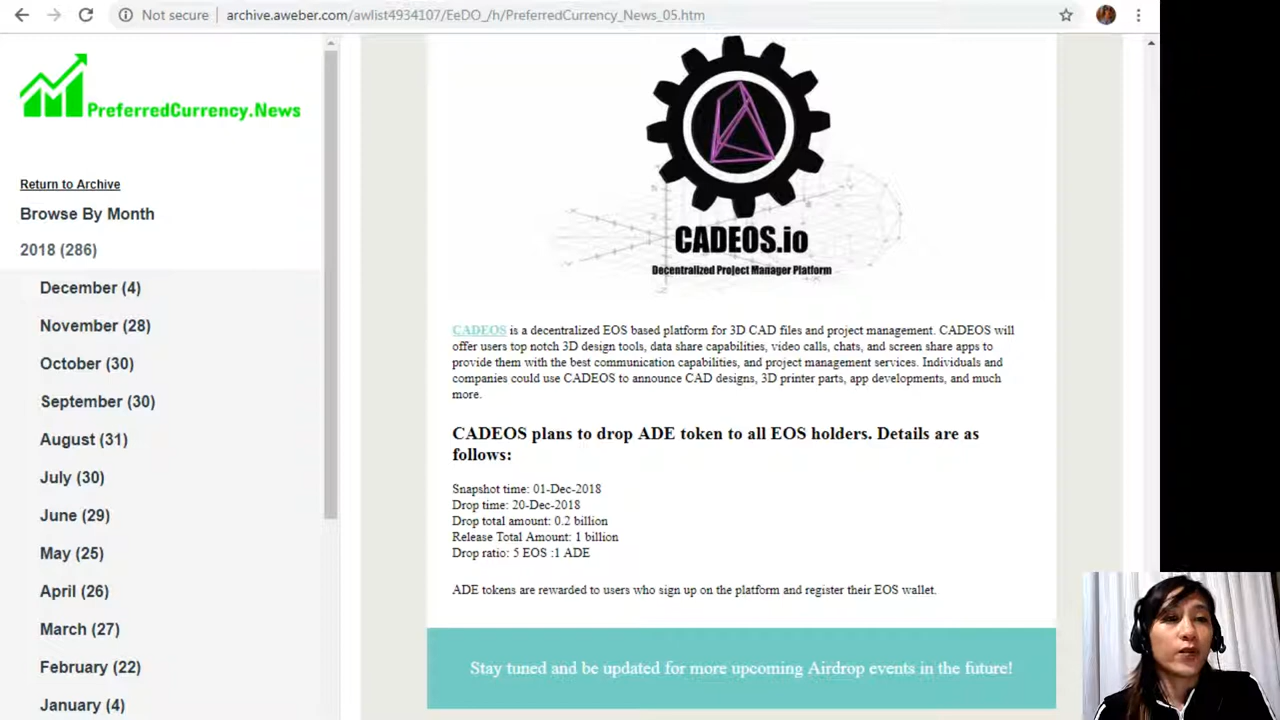 Not secure archive.aweber.com/awlist4934107/EeDO_/h/PreferredCurrency_News_05.htm
PreferredCurrency.News
Return to Archive
Browse By Month
2018 (286)
December (4)
November (28)
October (30)
September (30)
August (31)
July (30)
June (29)
May (25)
April (26)
March (27)
February (22)
January (4)
CADEOS.io
Decentralized Project Manager Platform
CADEOS is a decentralized EOS based platform for 3D CAD files and project management. CADEOS will
offer users top notch 3D design tools, data share capabilities, video calls, chats, and screen share apps to
provide them with the best communication capabilities, and project management services. Individuals and
companies could use CADEOS to announce CAD designs, 3D printer parts, app developments, and much
more.
CADEOS plans to drop ADE token to all EOS holders. Details are as
follows:
Snapshot time: 01-Dec-2018
Drop time: 20-Dec-2018
Drop total amount: 0.2 billion
Release Total Amount: 1 billion
Drop ratio: 5 EOS :1 ADE
ADE tokens are rewarded to users who sign up on the platform and register their EOS wallet.
Stay tuned and be updated for more upcoming Airdrop events in the future!